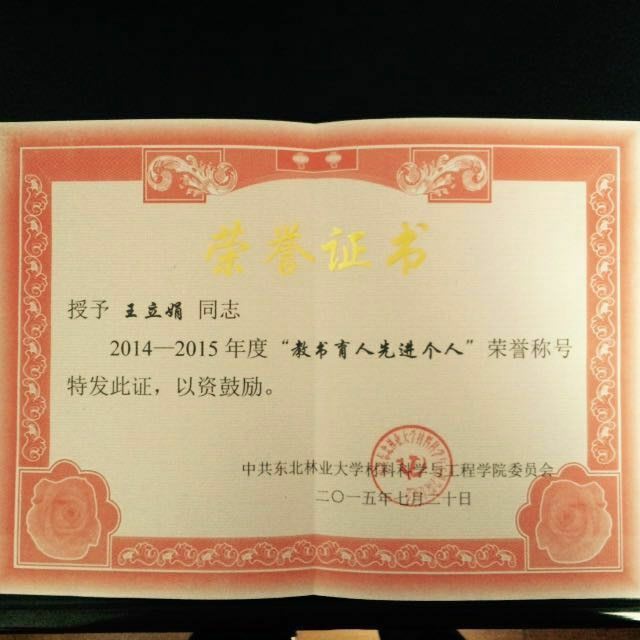 荣誉证书
授予 王立娟 同志
2014—2015 年度“教书育人先进个人”荣誉称号
特发此证，以资鼓励。
中共东北林业大学材料科学与工程学院委员会
二〇一五年七月二十日